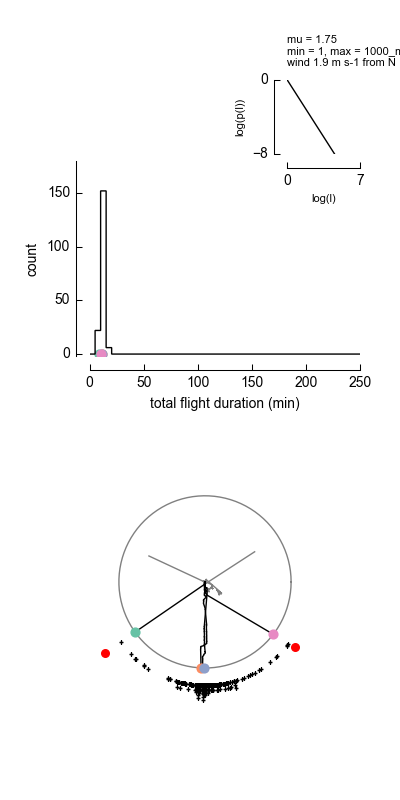 mu = 1.75
min = 1, max = 1000_m
wind 1.9 m s-1 from N
0
log(p(l))
−8
0
7
log(l)
150
count
100
50
0
0
50
100
150
200
250
total flight duration (min)